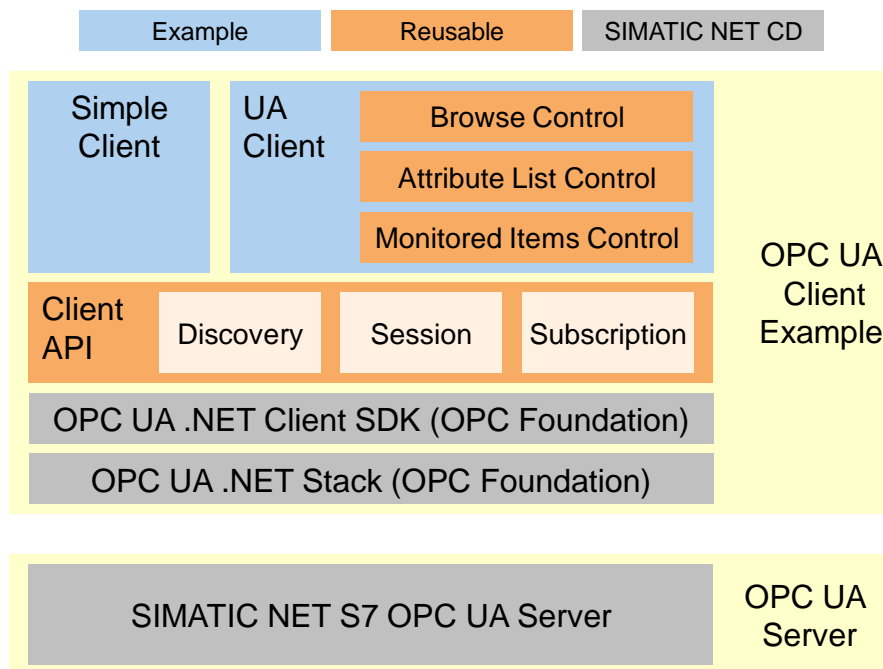 Example
Reusable
SIMATIC NET CD
Simple
Client
UA
Client
Browse Control
Attribute List Control
Monitored Items Control
OPC UA
Client
Example
Client
API
Discovery
Session
Subscription
OPC UA .NET Client SDK (OPC Foundation)
OPC UA .NET Stack (OPC Foundation)
SIMATIC NET S7 OPC UA Server
OPC UA
Server